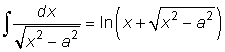 ∫ dx/√(x² − a²) = ln(x + √(x² − a²))